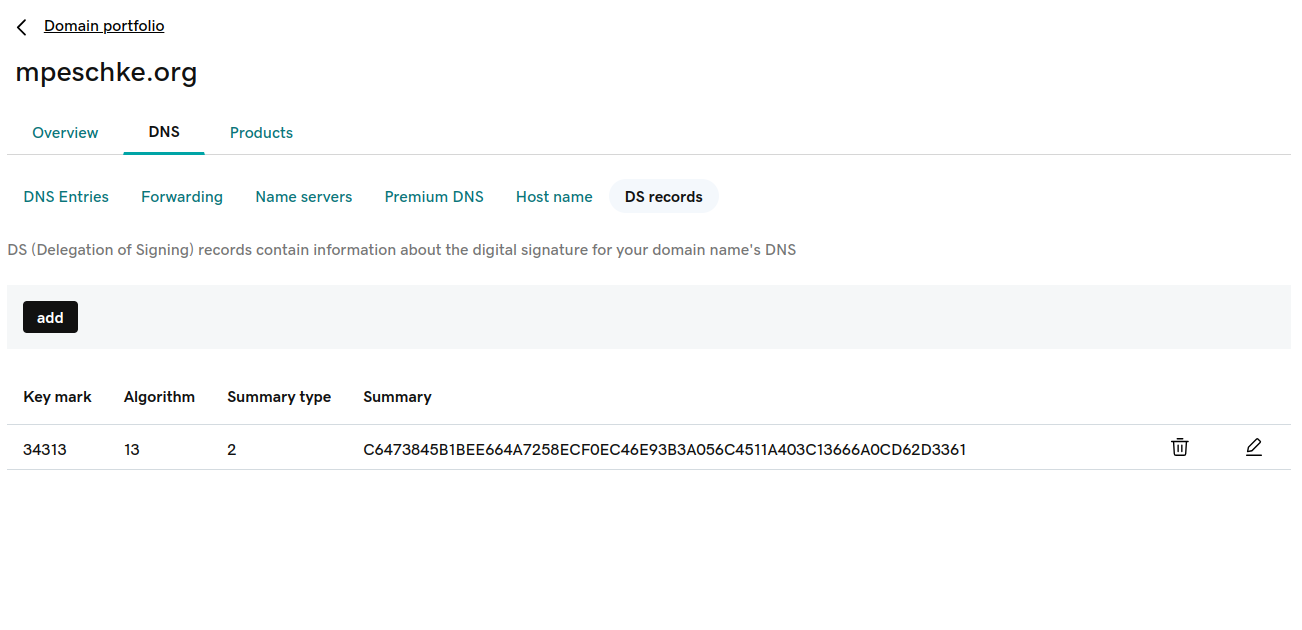 Domain portfolio
mpeschke.org
Overview DNS Products
DNS Entries Forwarding Name servers Premium DNS Host name DS records
DS (Delegation of Signing) records contain information about the digital signature for your domain name's DNS
add
Key mark Algorithm Summary type Summary
34313 13 2 C6473845B1BEE664A7258ECF0EC46E93B3A056C4511A403C13666A0CD62D3361